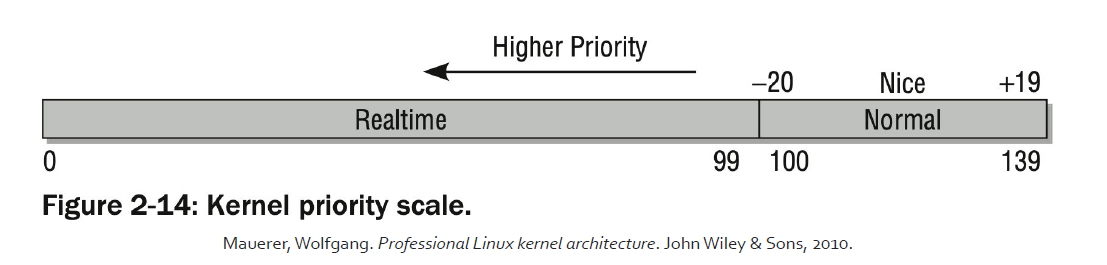 Higher Priority
–20 Nice +19
Realtime Normal
0 99 100 139
Figure 2-14: Kernel priority scale.
Mauerer, Wolfgang. Professional Linux kernel architecture. John Wiley & Sons, 2010.